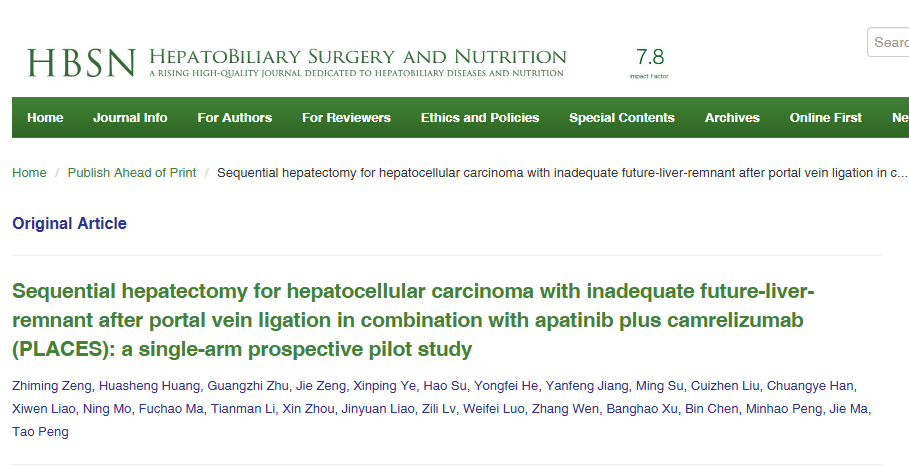 HBSN HEPATOBILIARY SURGERY AND NUTRITION
A RISING HIGH-QUALITY JOURNAL DEDICATED TO HEPATOBILIARY DISEASES AND NUTRITION
7.8
Impact Factor
Searc
Home Journal Info For Authors For Reviewers Ethics and Policies Special Contents Archives Online First Ne
Home / Publish Ahead of Print / Sequential hepatectomy for hepatocellular carcinoma with inadequate future-liver-remnant after portal vein ligation in c...
Original Article
Sequential hepatectomy for hepatocellular carcinoma with inadequate future-liver-
remnant after portal vein ligation in combination with apatinib plus camrelizumab
(PLACES): a single-arm prospective pilot study
Zhiming Zeng, Huasheng Huang, Guangzhi Zhu, Jie Zeng, Xinping Ye, Hao Su, Yongfei He, Yanfeng Jiang, Ming Su, Cuizhen Liu, Chuangye Han,
Xiwen Liao, Ning Mo, Fuchao Ma, Tianman Li, Xin Zhou, Jinyuan Liao, Zili Lv, Weifei Luo, Zhang Wen, Banghao Xu, Bin Chen, Minhao Peng, Jie Ma,
Tao Peng